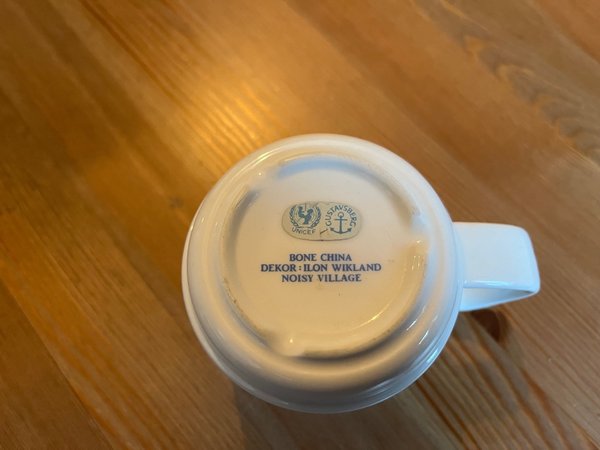 UNICEF GUSTAVSBERG
BONE CHINA
DEKOR: ILON WIKLAND
NOISY VILLAGE